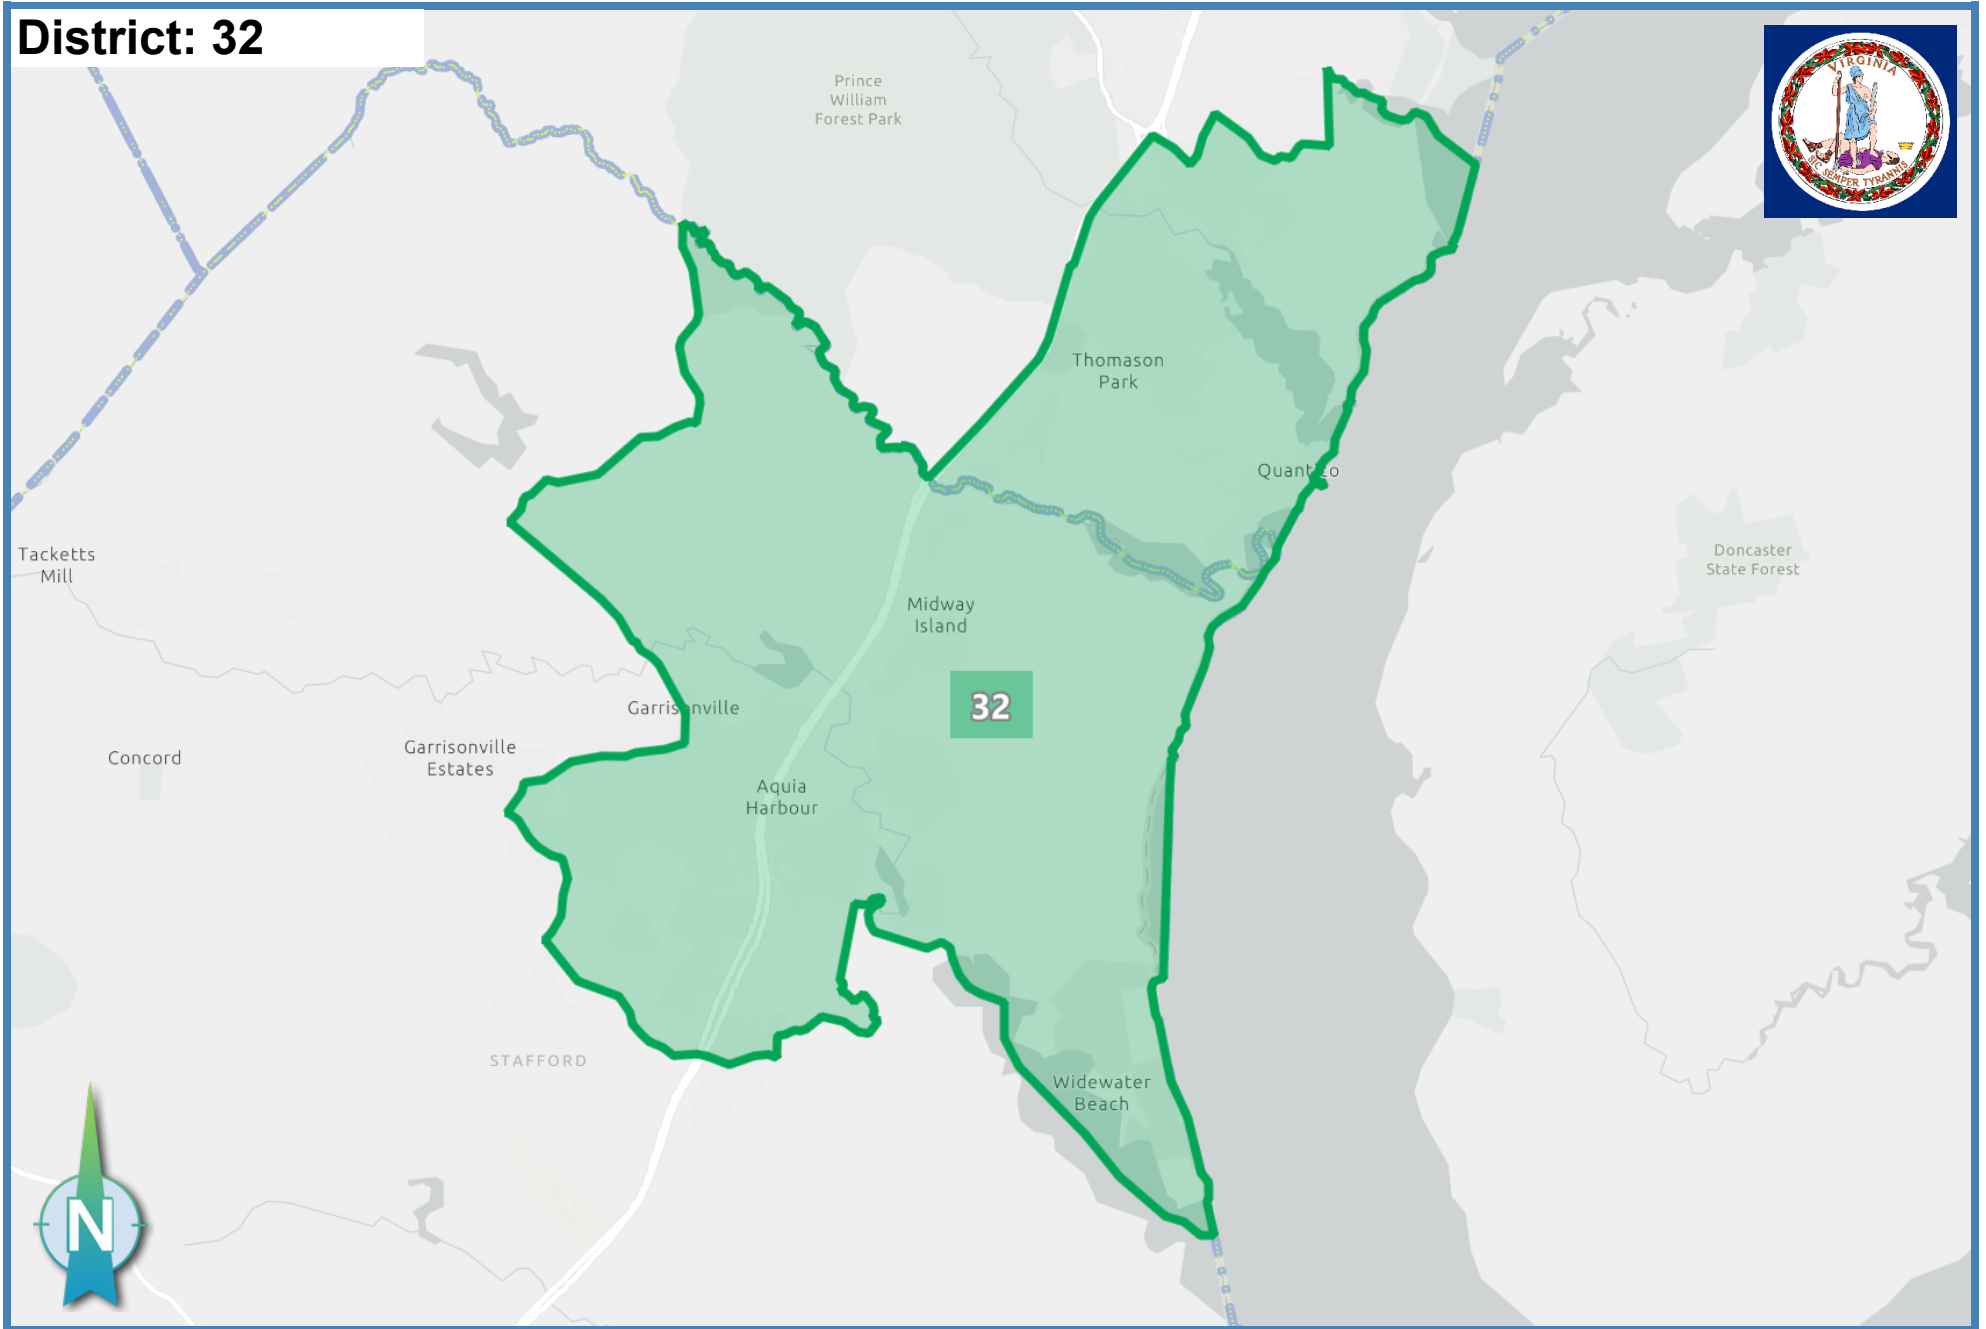 District: 32
VIRGINIA
SIC SEMPER TYRANNIS
Prince
William
Forest Park
Thomason
Park
Quantico
Tacketts
Mill
Doncaster
State Forest
Midway
Island
32
Garrisonville
Garrisonville
Estates
Concord
Aquia
Harbour
STAFFORD
Widewater
Beach
N